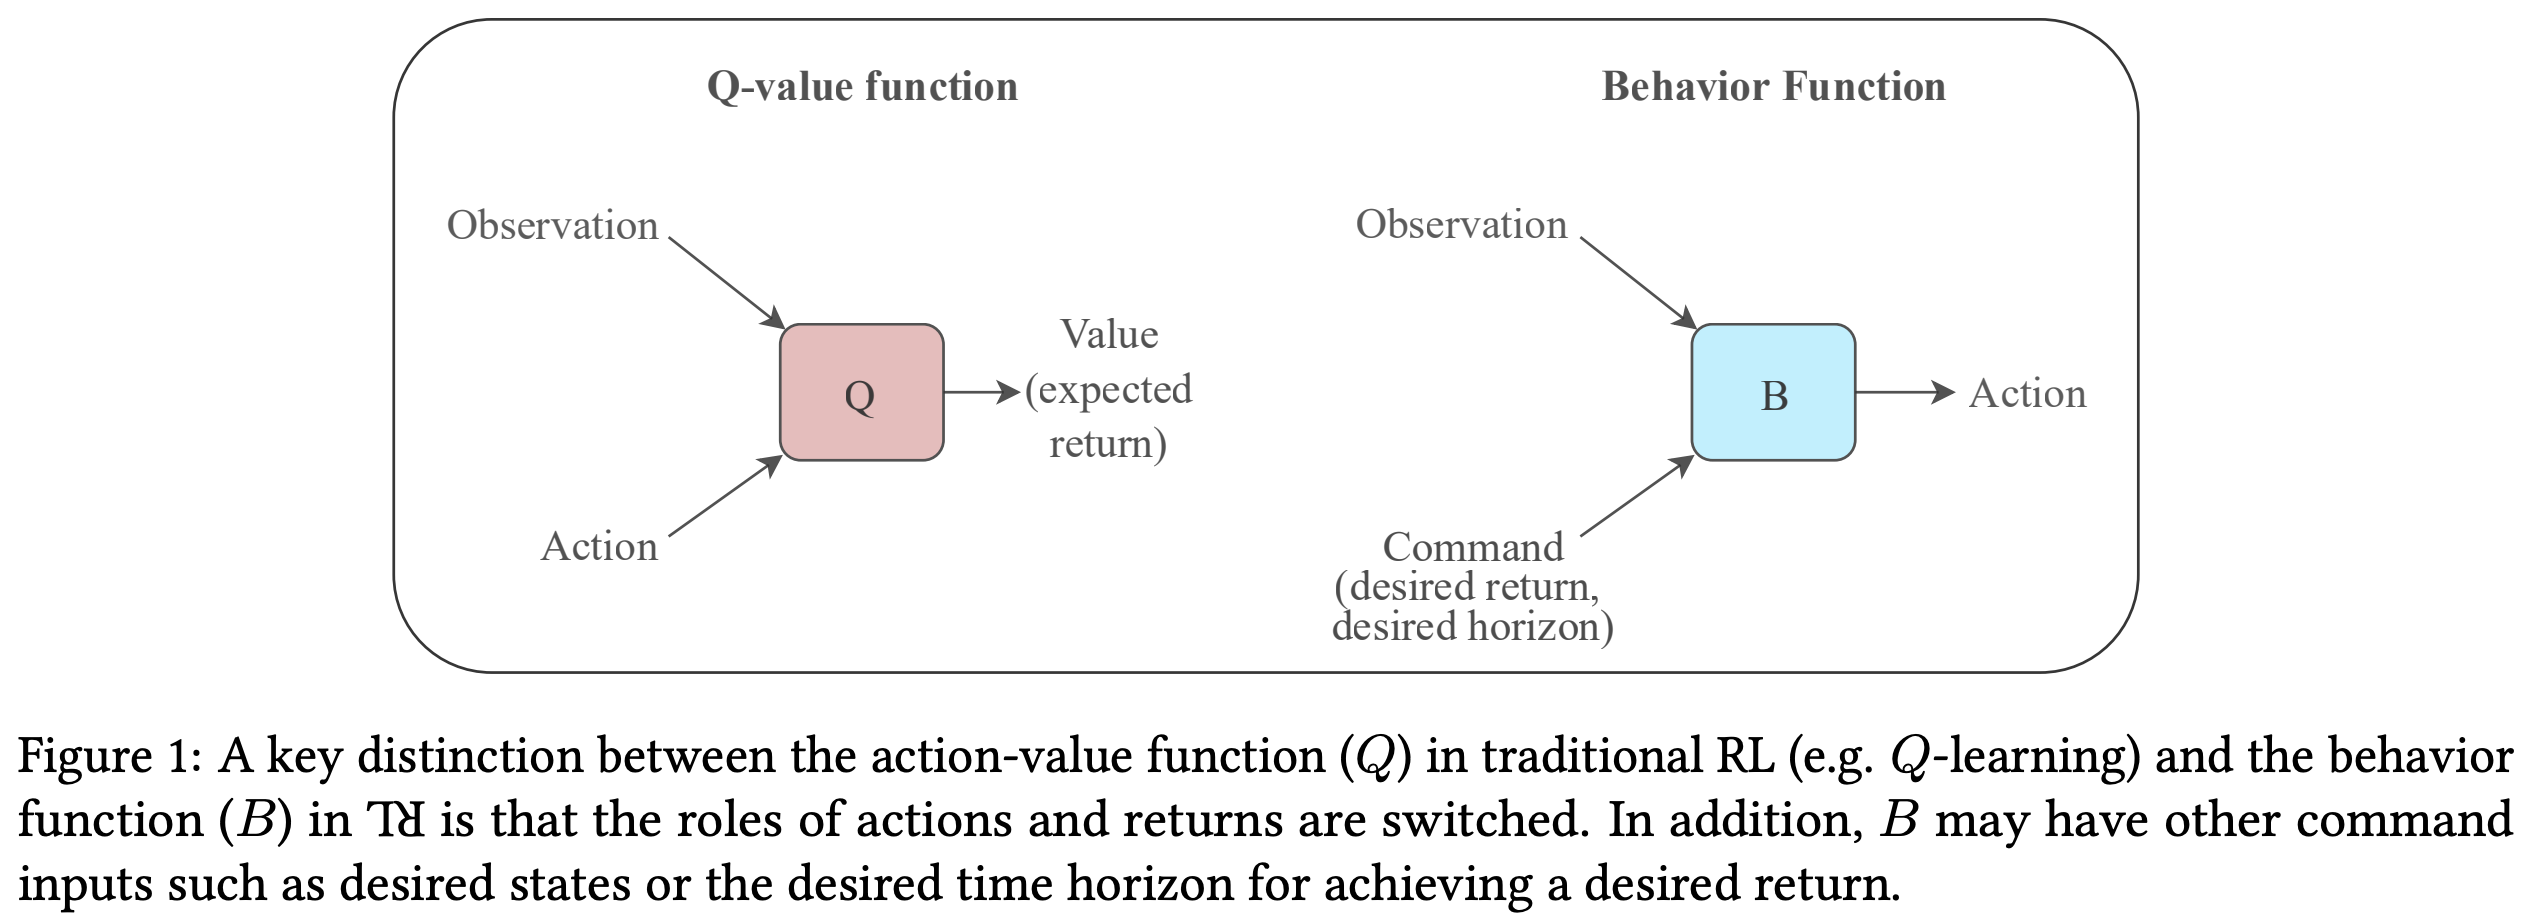 Q-value function
Observation
Action
Q
Value
(expected
return)
Behavior Function
Observation
Command
(desired return,
desired horizon)
B
Action
Figure 1: A key distinction between the action-value function (Q) in traditional RL (e.g. Q-learning) and the behavior
function (B) in ꓶꓤ is that the roles of actions and returns are switched. In addition, B may have other command
inputs such as desired states or the desired time horizon for achieving a desired return.